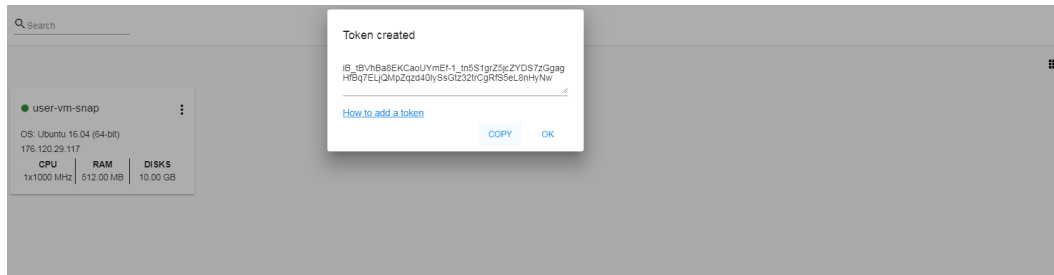 Search
Token created
iB_tBVhBa8EKCaoUYmEf-1_tn5S1grZ5jcZYDS7zGgag
HfBq7ELjQMpZqzd40IySsGtz32trCgRfS5eL8nHyNw
How to add a token
COPY OK
user-vm-snap
OS: Ubuntu 16.04 (64-bit)
176.120.29.117
CPU RAM DISKS
1x1000 MHz 512.00 MB 10.00 GB